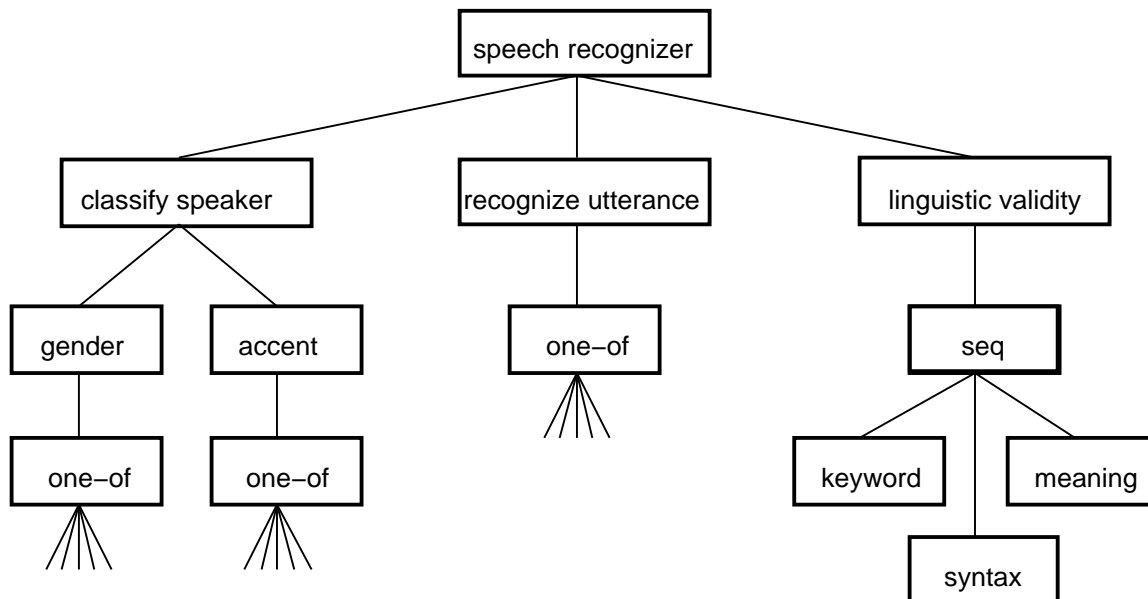 speech recognizer
classify speaker
recognize utterance
linguistic validity
gender
accent
one−of
seq
one−of
one−of
keyword
meaning
syntax